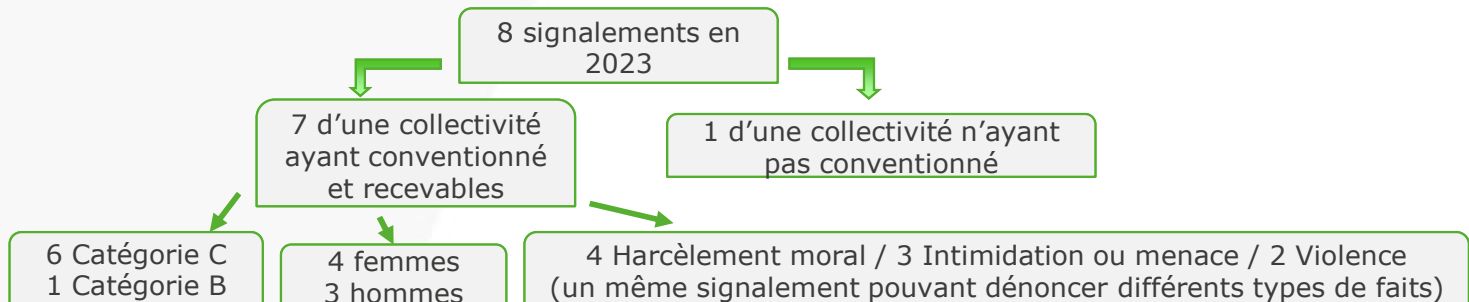 8 signalements en
2023
7 d’une collectivité
ayant conventionné
et recevables
1 d’une collectivité n’ayant
pas conventionné
6 Catégorie C
1 Catégorie B
4 femmes
3 hommes
4 Harcèlement moral / 3 Intimidation ou menace / 2 Violence
(un même signalement pouvant dénoncer différents types de faits)